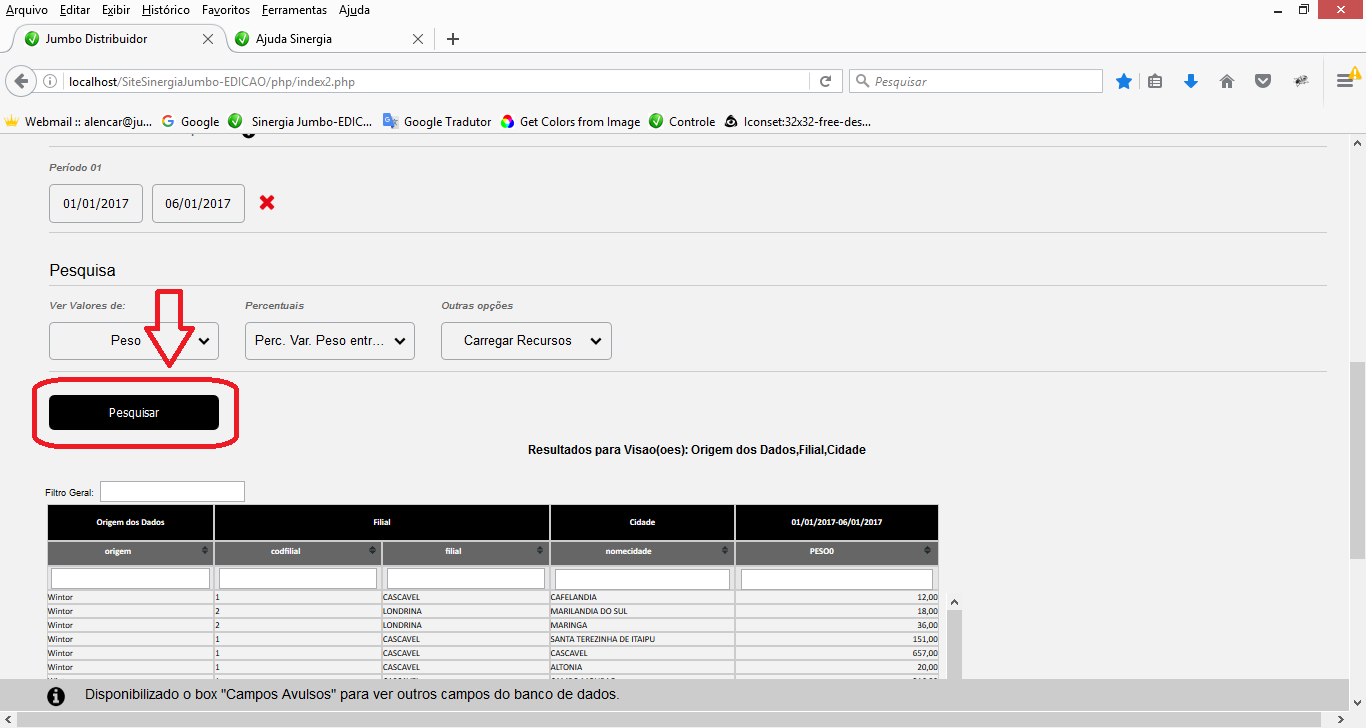 Arquivo Editar Exibir Histórico Favoritos Ferramentas Ajuda
Jumbo Distribuidor
Ajuda Sinergia
localhost/SiteSinergiaJumbo-EDICAO/php/index2.php
Pesquisar
Webmail :: alencar@ju...
Google
Sinergia Jumbo-EDIC...
Google Tradutor
Get Colors from Image
Controle
Iconset:32x32-free-des...
Período 01
01/01/2017 06/01/2017
Pesquisa
Ver Valores de: Percentuais Outras opções
Peso Perc. Var. Peso entr... Carregar Recursos
Pesquisar
Resultados para Visao(oes): Origem dos Dados,Filial,Cidade
Filtro Geral:
Origem dos Dados Filial Cidade 01/01/2017-06/01/2017
origem codfilial filial nomecidade PESO0
Wintor 1 CASCAVEL CAFELANDIA 12,00
Wintor 2 LONDRINA MARILANDIA DO SUL 18,00
Wintor 2 LONDRINA MARINGA 36,00
Wintor 1 CASCAVEL SANTA TEREZINHA DE ITAIPU 151,00
Wintor 1 CASCAVEL CASCAVEL 657,00
Wintor 1 CASCAVEL ALTONIA 20,00
Disponibilizado o box "Campos Avulsos" para ver outros campos do banco de dados.